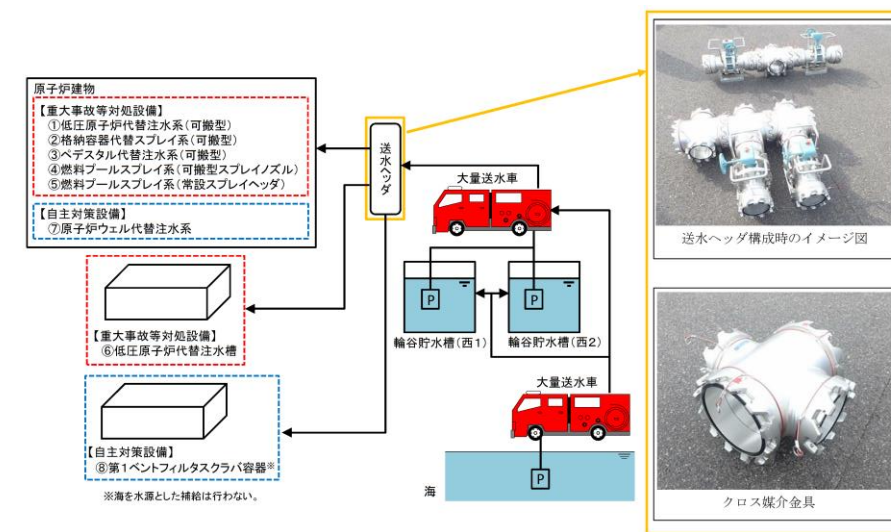 原子炉建物
【重大事故等対処設備】
①低圧原子炉代替注水系(可搬型)
②格納容器代替スプレイ系(可搬型)
③ペデスタル代替注水系(可搬型)
④燃料プールスプレイ系(可搬型スプレイノズル)
⑤燃料プールスプレイ系(常設スプレイヘッダ)
【自主対策設備】
⑦原子炉ウェル代替注水系
【重大事故等対処設備】
⑥低圧原子代替注水槽
【自主対策設備】
⑧第1ベントフィルタスクラバ容器※
※海を水源とした補給は行わない。
送水ヘッダ
大量送水車
P
P
輪谷貯水槽(西1)
輪谷貯水槽(西2)
大量送水車
P
海
送水ヘッダ構成時のイメージ図
クロス媒介金具